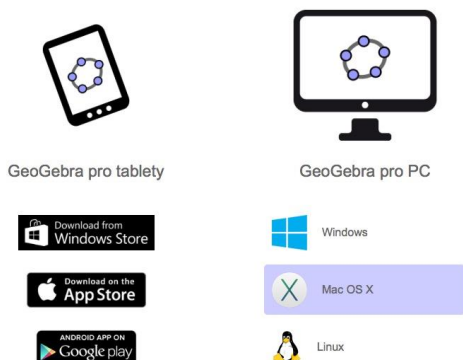 GeoGebra pro tablety
Download from
Windows Store
Download on the
App Store
ANDROID APP ON
Google play
GeoGebra pro PC
Windows
X
Mac OS X
Linux